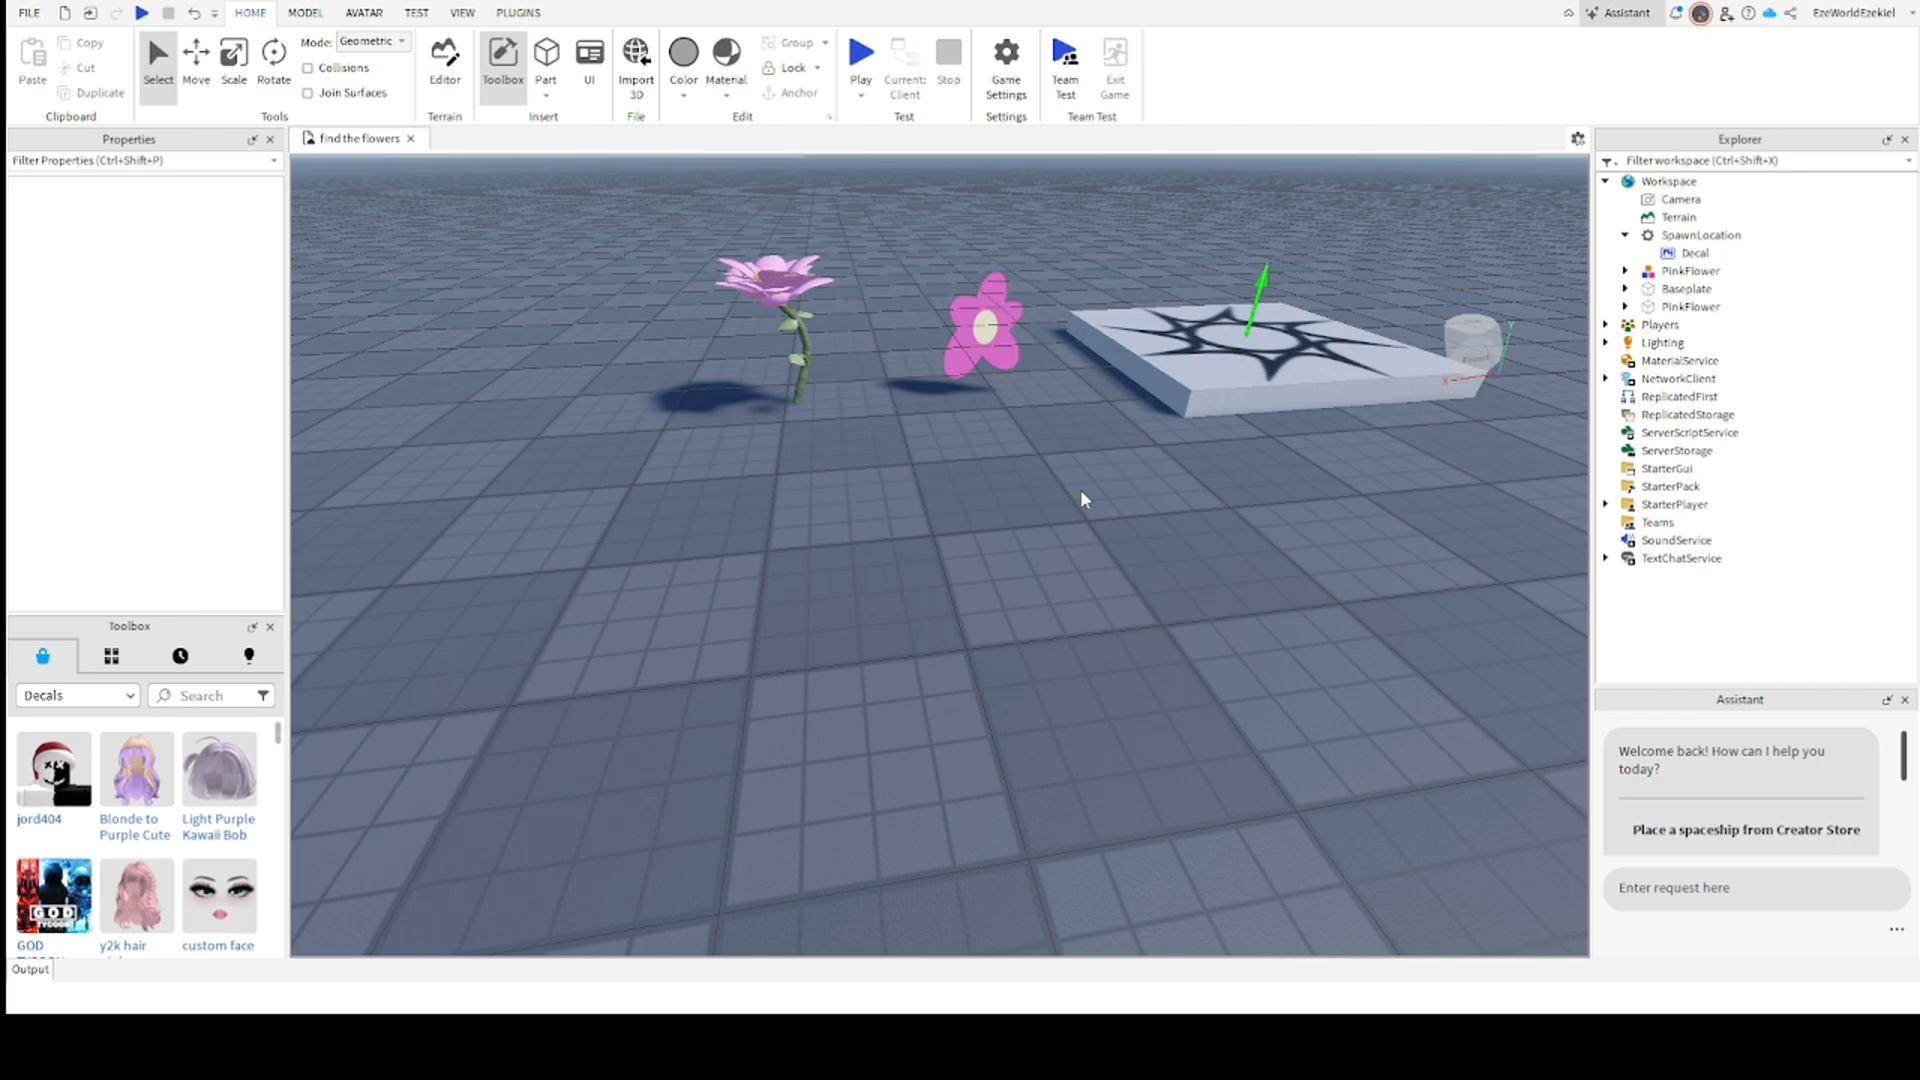 FILE HOME MODEL AVATAR TEST VIEW PLUGINS Assistant EzeWorldEzekiel
Paste Copy Cut Duplicate Clipboard
Select Move Scale Rotate Mode: Geometric Collisions Join Surfaces Tools
Editor Terrain
Toolbox Part UI Insert
Import 3D File
Color Material Group Lock Anchor Edit
Play Current: Client Stop Test
Game Settings Settings
Team Test Exit Game Team Test
Properties
Filter Properties (Ctrl+Shift+P)
find the flowers
Front
X
Y
Explorer
Filter workspace (Ctrl+Shift+X)
Workspace
Camera
Terrain
SpawnLocation
Decal
PinkFlower
Baseplate
PinkFlower
Players
Lighting
MaterialService
NetworkClient
ReplicatedFirst
ReplicatedStorage
ServerScriptService
ServerStorage
StarterGui
StarterPack
StarterPlayer
Teams
SoundService
TextChatService
Toolbox
Decals Search
jord404 Blonde to Purple Cute Light Purple Kawaii Bob
GOD
GOD y2k hair custom face
Assistant
Welcome back! How can I help you
today?
Place a spaceship from Creator Store
Enter request here
...
Output